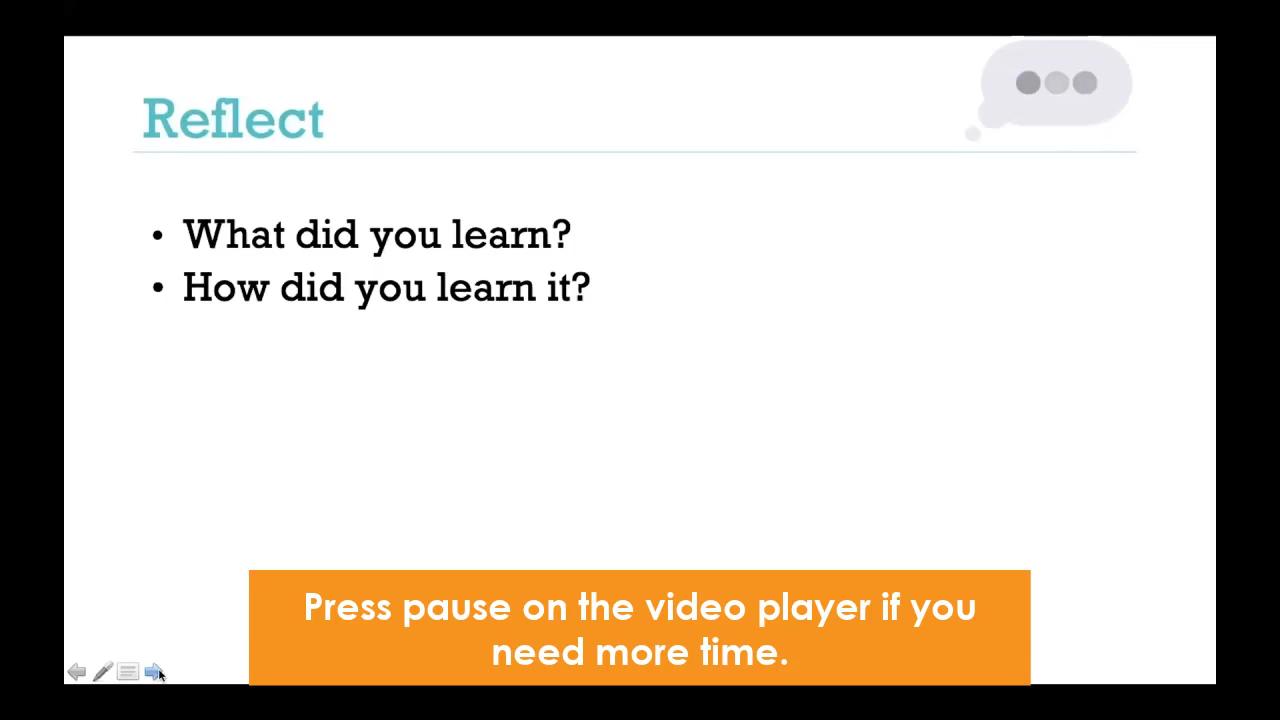 Reflect
• What did you learn?
• How did you learn it?
Press pause on the video player if you
need more time.